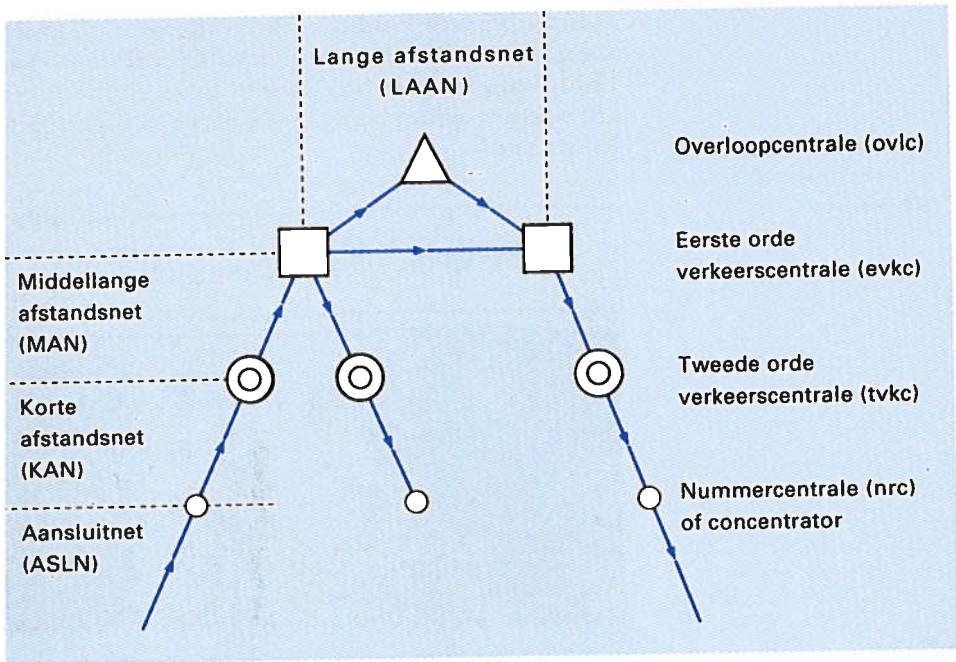 Lange afstandsnet
(LAAN)
Overloopcentrale (ovlc)
Eerste orde
verkeerscentrale (evkc)
Middellange
afstandsnet
(MAN)
Tweede orde
verkeerscentrale (tvkc)
Korte
afstandsnet
(KAN)
Nummercentrale (nrc)
of concentrator
Aansluitnet
(ASLN)